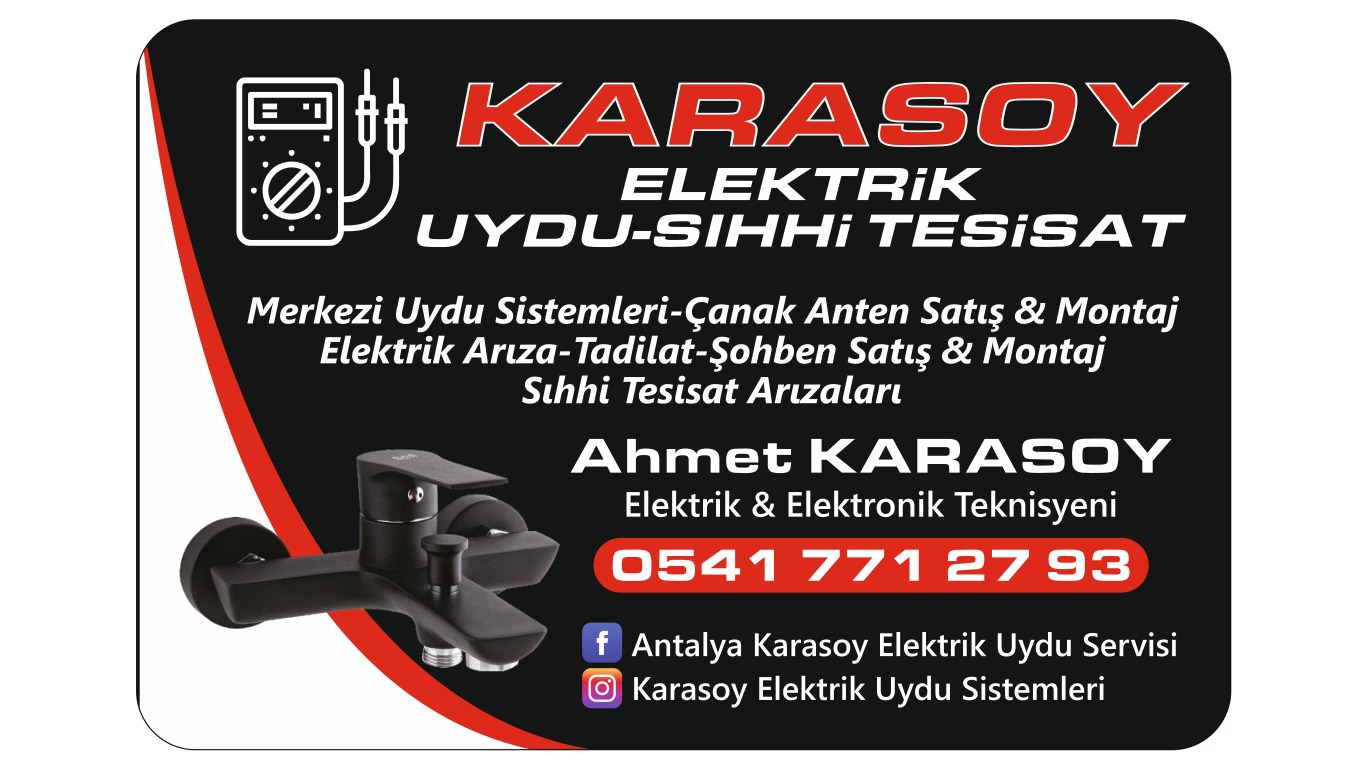 KARASOY
ELEKTRiK
UYDU-SIHHi TESiSAT
Merkezi Uydu Sistemleri-Çanak Anten Satış & Montaj
Elektrik Arıza-Tadilat-Şohben Satış & Montaj
Sıhhi Tesisat Arızaları
Ahmet KARASOY
Elektrik & Elektronik Teknisyeni
0541 771 27 93
Antalya Karasoy Elektrik Uydu Servisi
Karasoy Elektrik Uydu Sistemleri